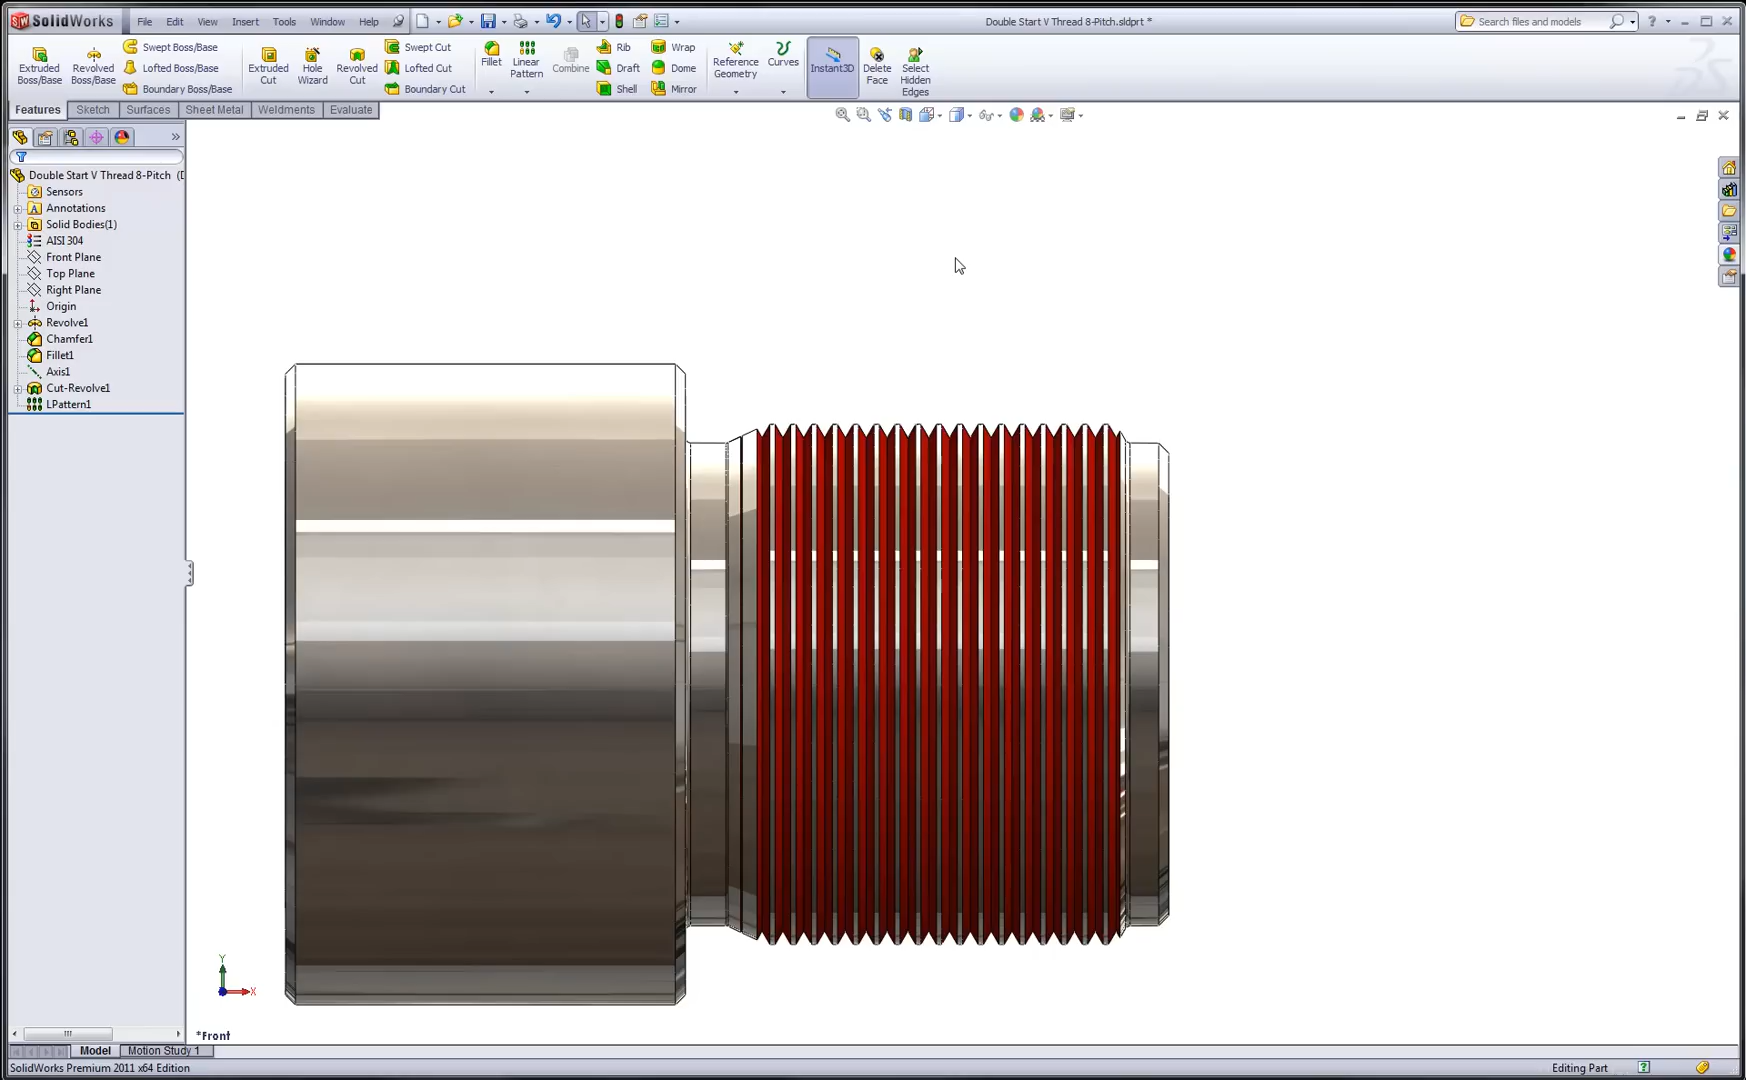 SolidWorks File Edit View Insert Tools Window Help Double Start V Thread 8-Pitch.sldprt * Search files and models ?
Extruded Boss/Base
Revolved Boss/Base
Swept Boss/Base
Lofted Boss/Base
Boundary Boss/Base
Extruded Cut
Hole Wizard
Revolved Cut
Swept Cut
Lofted Cut
Boundary Cut
Fillet
Linear Pattern
Combine
Rib
Draft
Shell
Wrap
Dome
Mirror
Reference Geometry
Curves
Instant3D
Delete Face
Select Hidden Edges
Features Sketch Surfaces Sheet Metal Weldments Evaluate
Double Start V Thread 8-Pitch (D
Sensors
Annotations
Solid Bodies(1)
AISI 304
Front Plane
Top Plane
Right Plane
Origin
Revolve1
Chamfer1
Fillet1
Axis1
Cut-Revolve1
LPattern1
Y
X
*Front
Model Motion Study 1
SolidWorks Premium 2011 x64 Edition Editing Part ?